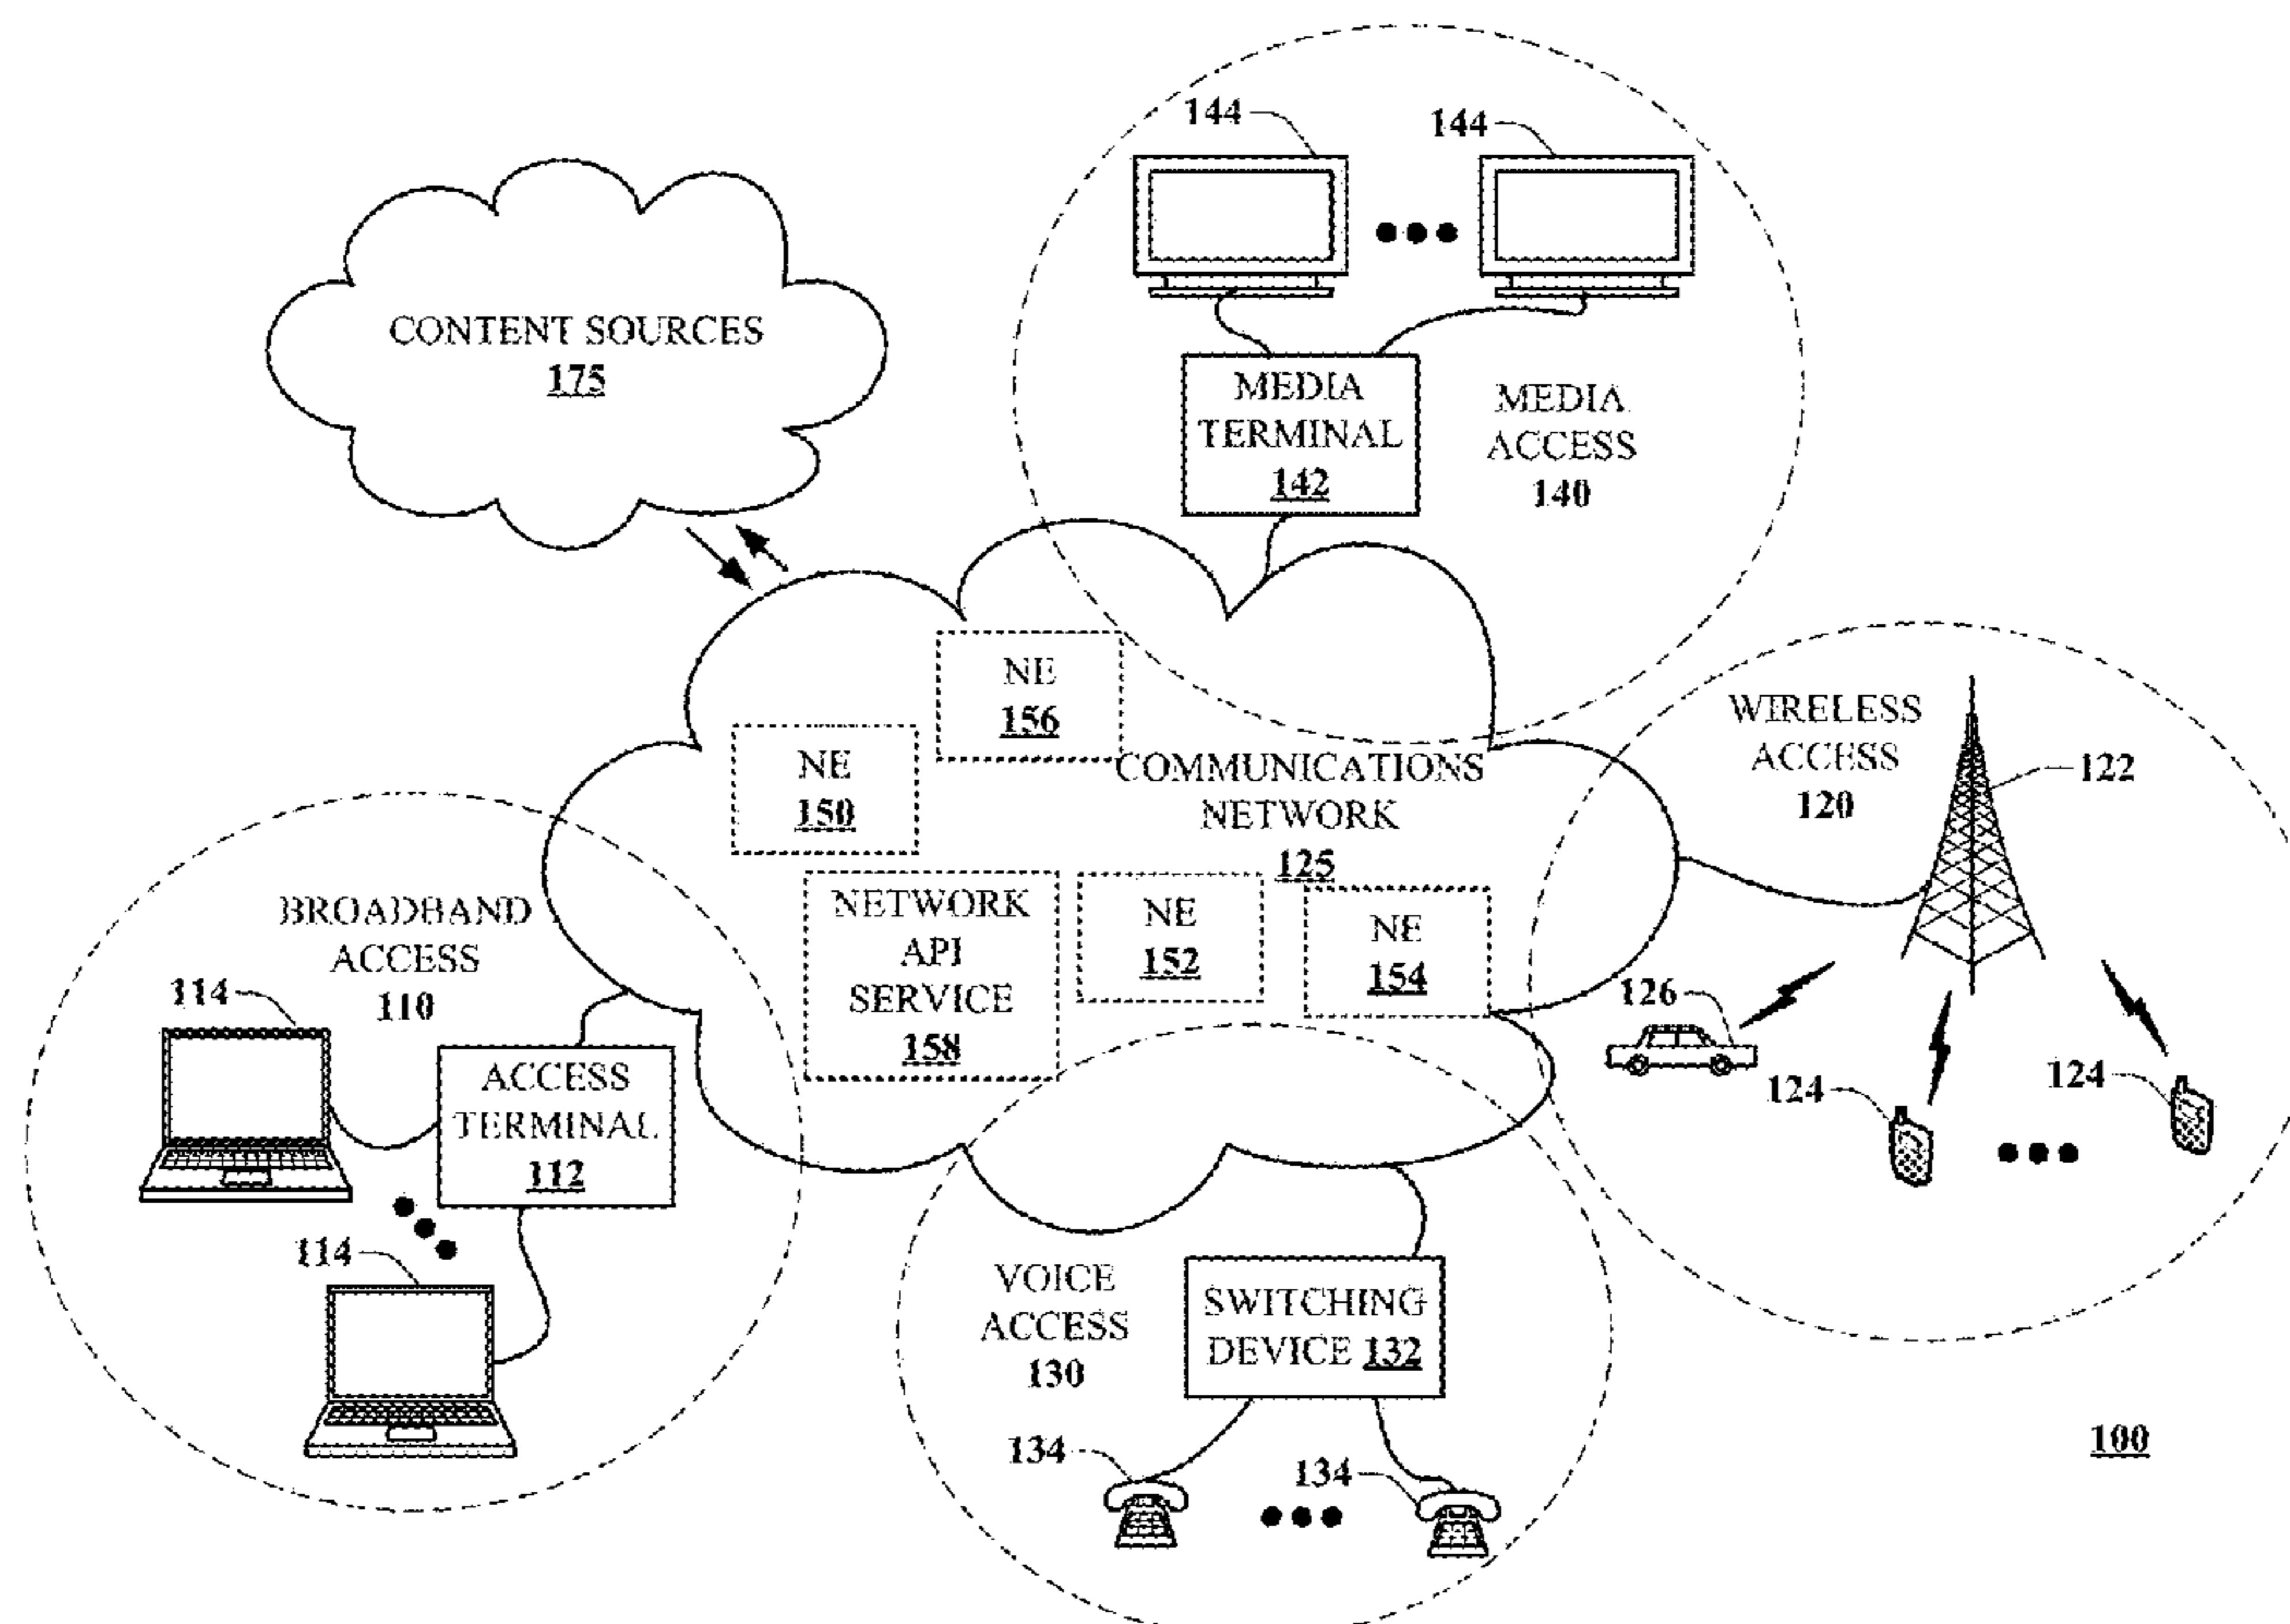 144
144
CONTENT SOURCES
175
MEDIA
TERMINAL
142
MEDIA
ACCESS
140
NE
156
NE
150
COMMUNICATIONS
NETWORK
125
WIRELESS
ACCESS
120
122
BROADBAND
ACCESS
110
NETWORK
API
SERVICE
158
NE
152
NE
154
114
ACCESS
TERMINAL
112
114
126
124
124
VOICE
ACCESS
130
SWITCHING
DEVICE 132
134
134
100